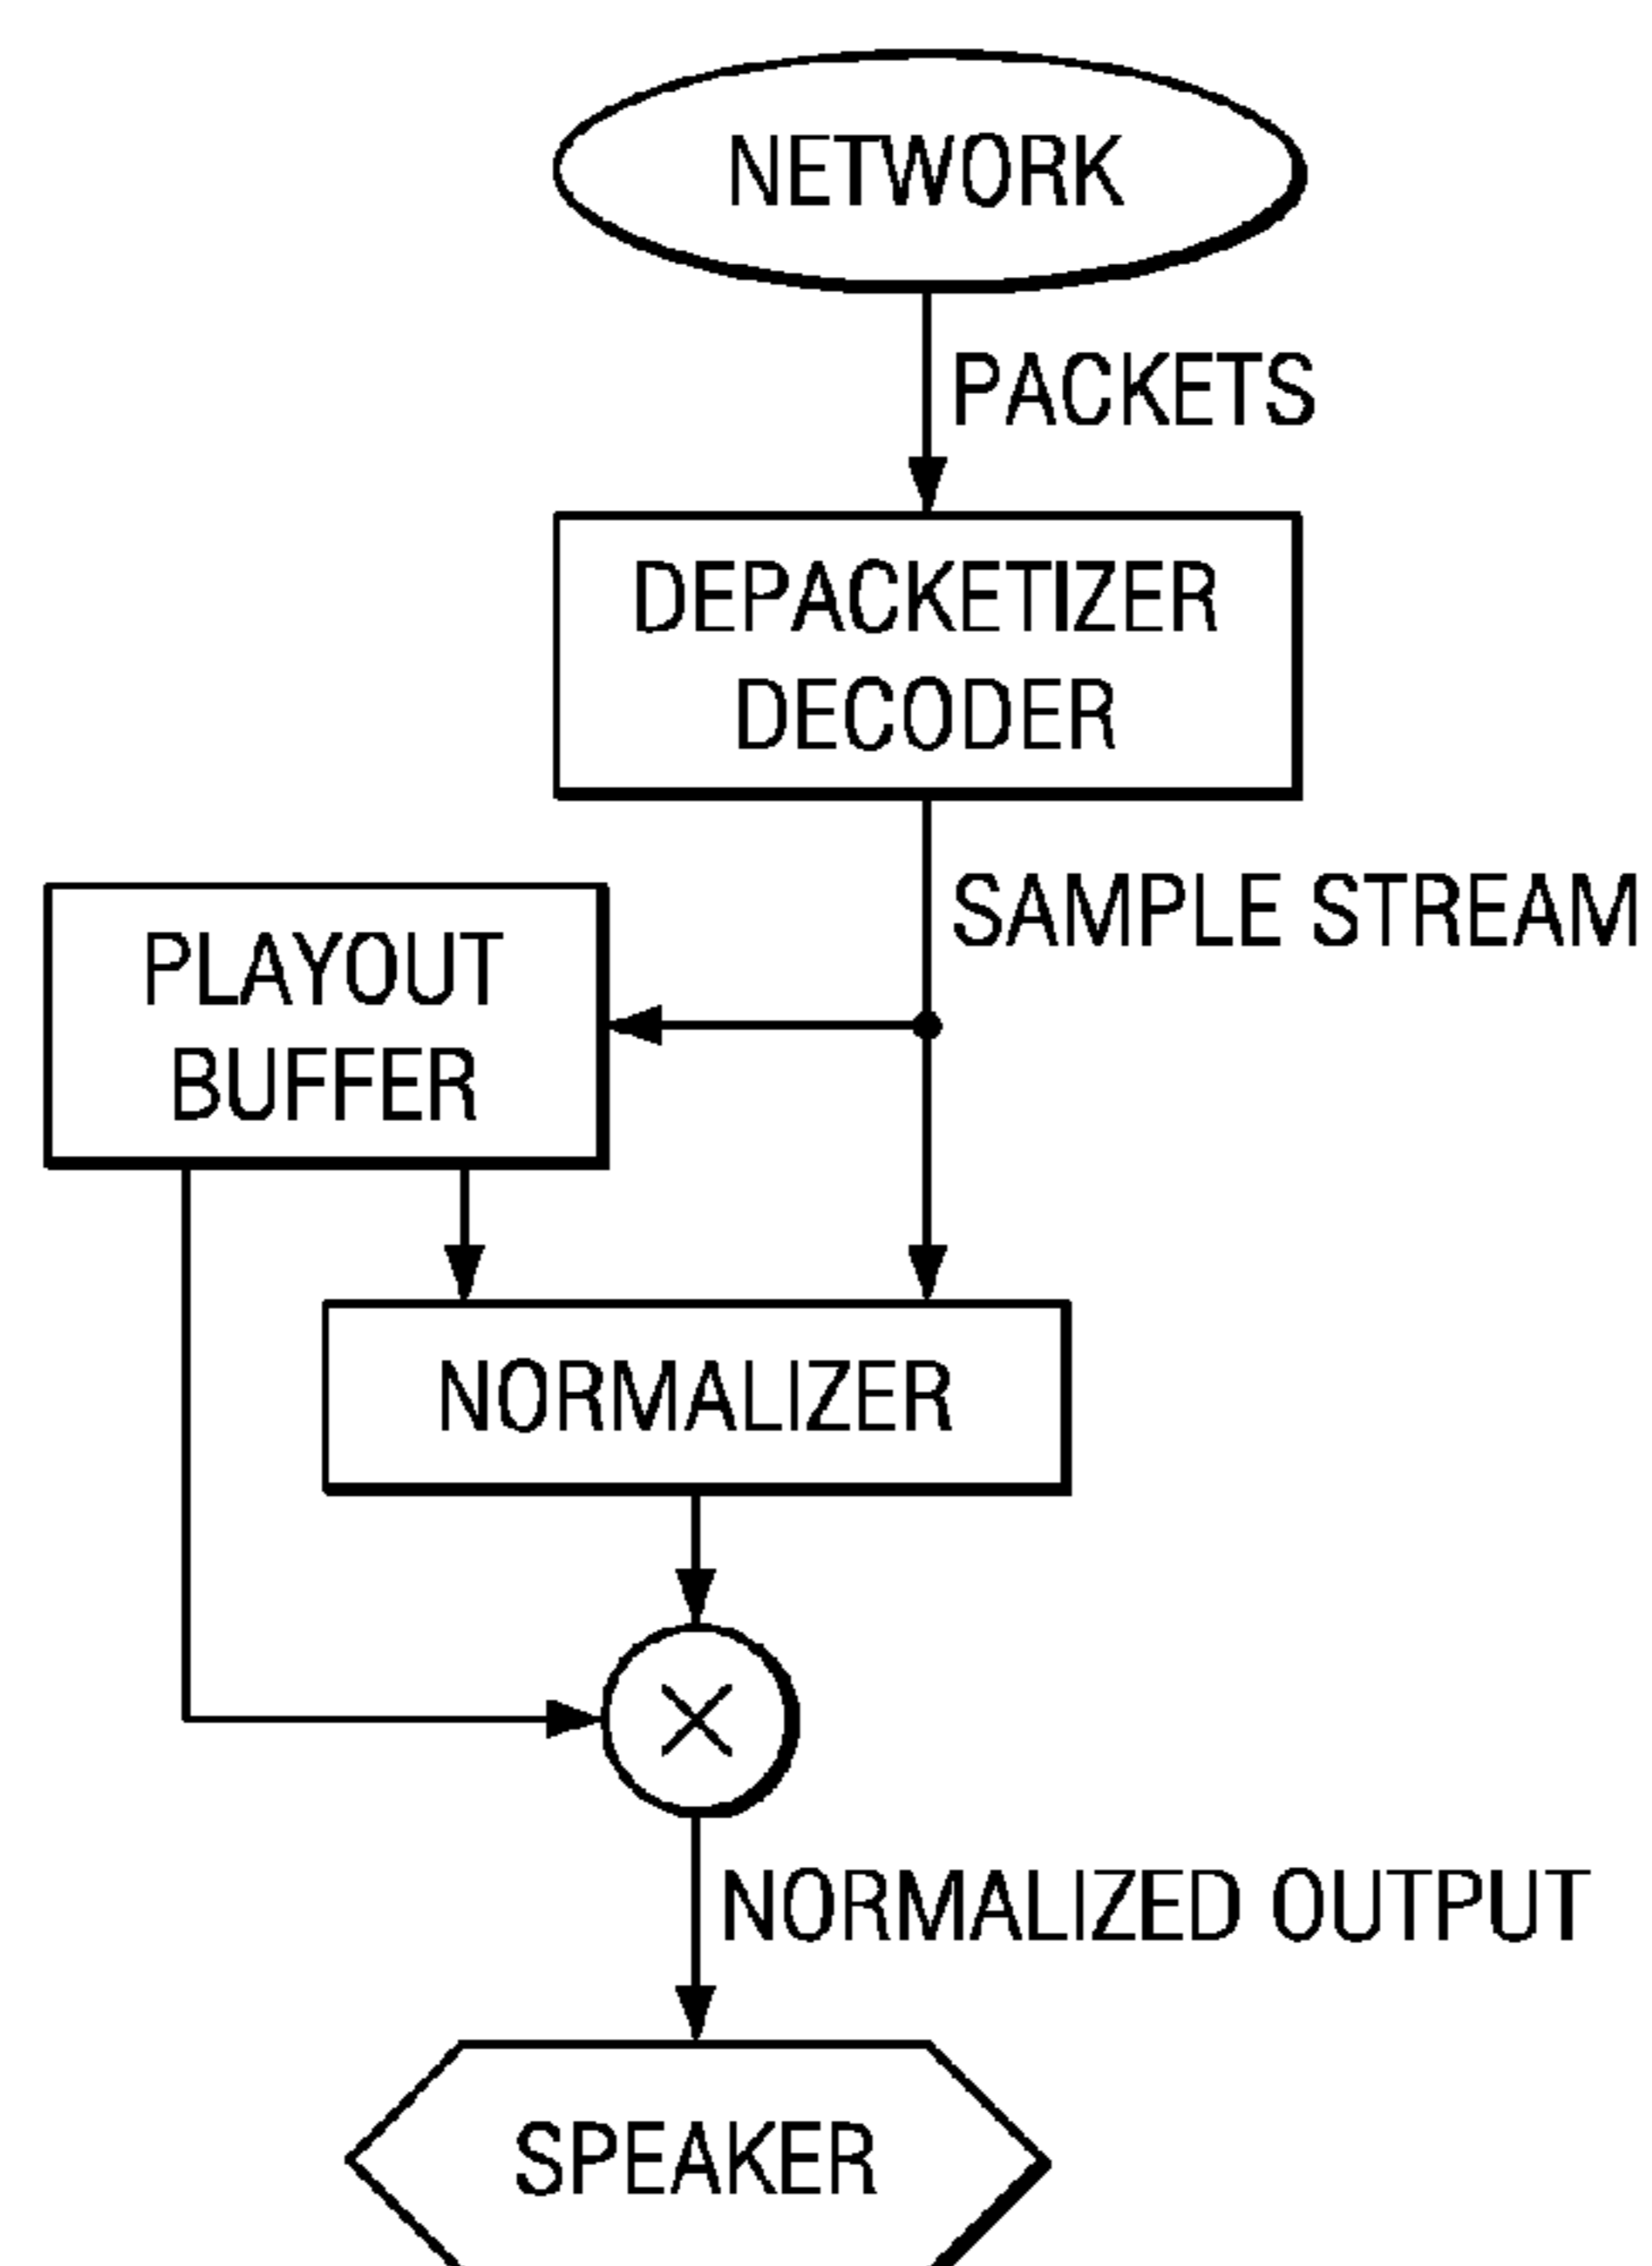 NETWORK
PACKETS
DEPACKETIZER
DECODER
SAMPLE STREAM
PLAYOUT
BUFFER
NORMALIZER
NORMALIZED OUTPUT
SPEAKER